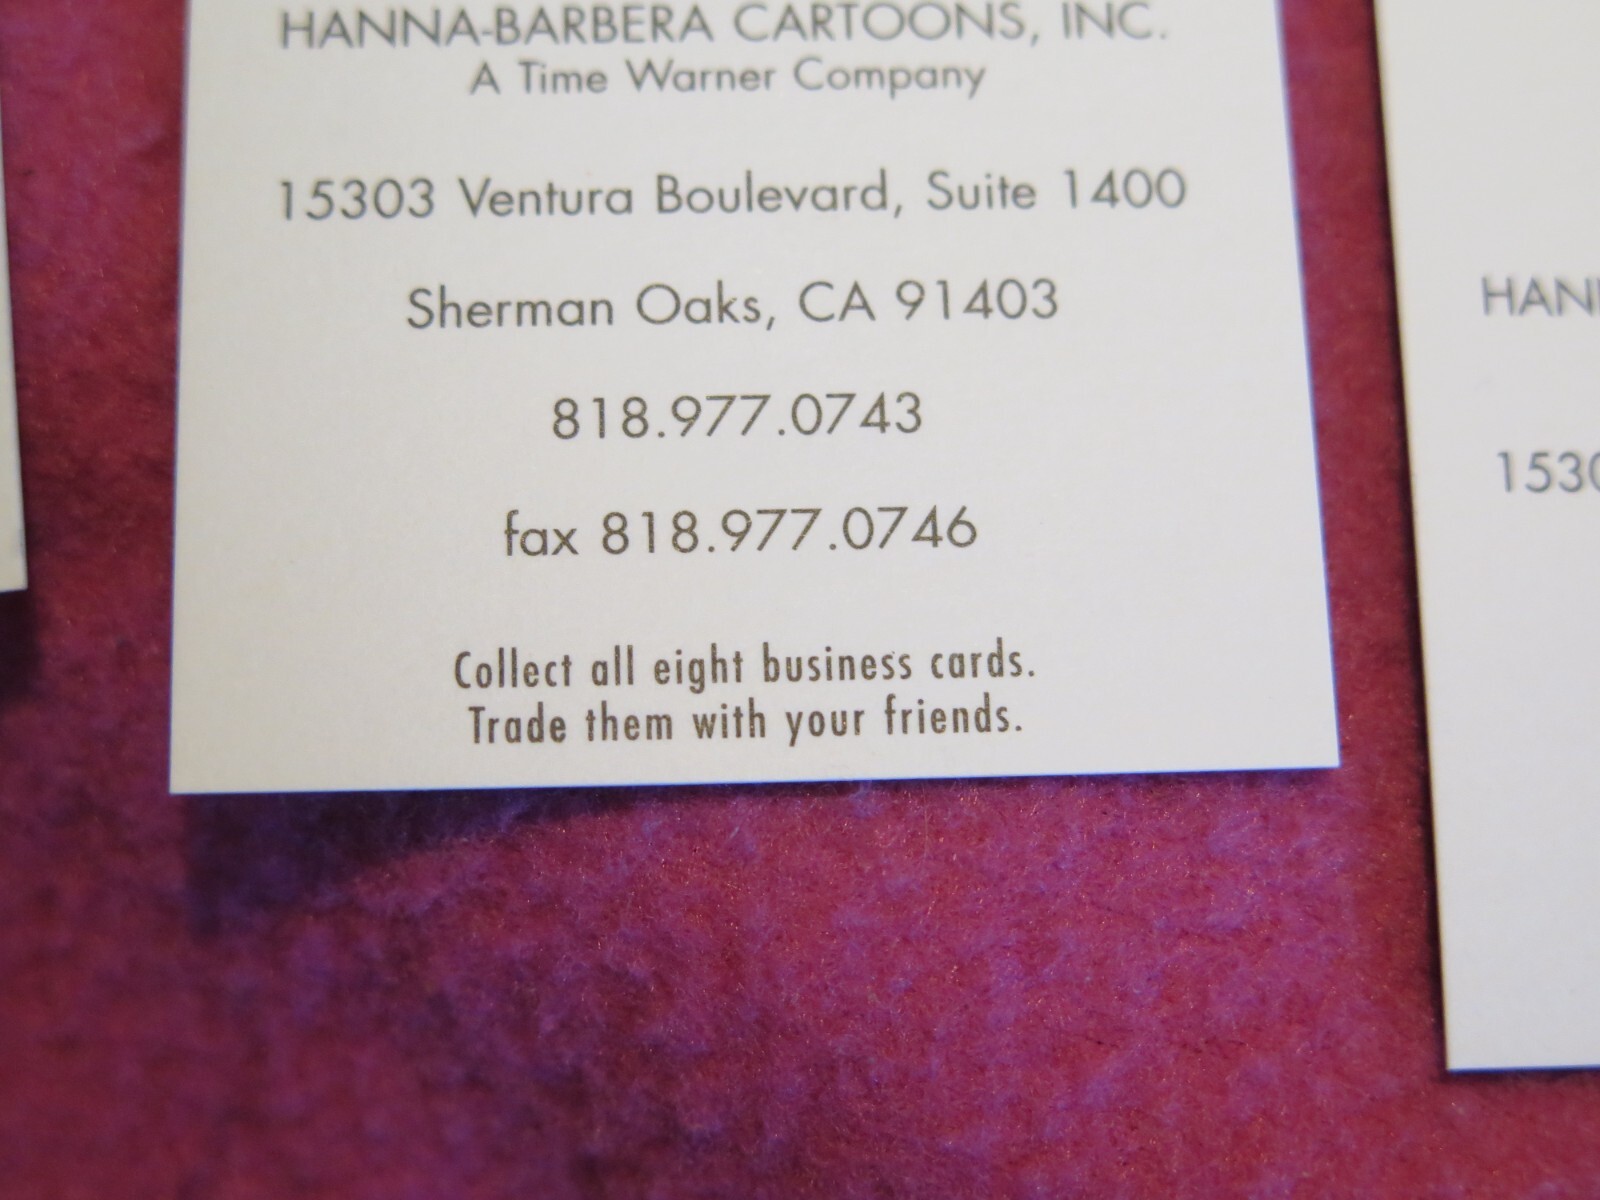 HANNA-BARBERA CARTOONS, INC.
A Time Warner Company
15303 Ventura Boulevard, Suite 1400
Sherman Oaks, CA 91403
818.977.0743
fax 818.977.0746
Collect all eight business cards.
Trade them with your friends.
HAN
1530